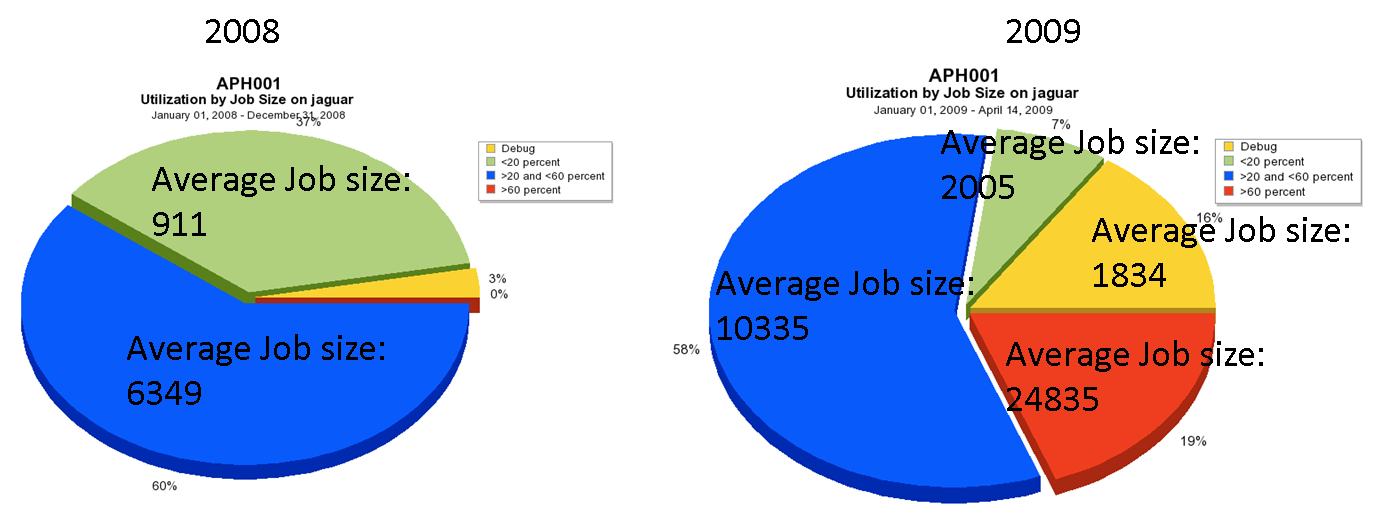 2008
APH001
Utilization by Job Size on jaguar
January 01, 2008 - December 31, 2008
37%
Debug
<20 percent
>20 and <60 percent
>60 percent
Average Job size:
911
3%
0%
Average Job size:
6349
60%
2009
APH001
Utilization by Job Size on jaguar
January 01, 2009 - April 14, 2009
7%
Debug
<20 percent
>20 and <60 percent
>60 percent
Average Job size:
2005
16%
Average Job size:
1834
Average Job size:
10335
58%
Average Job size:
24835
19%